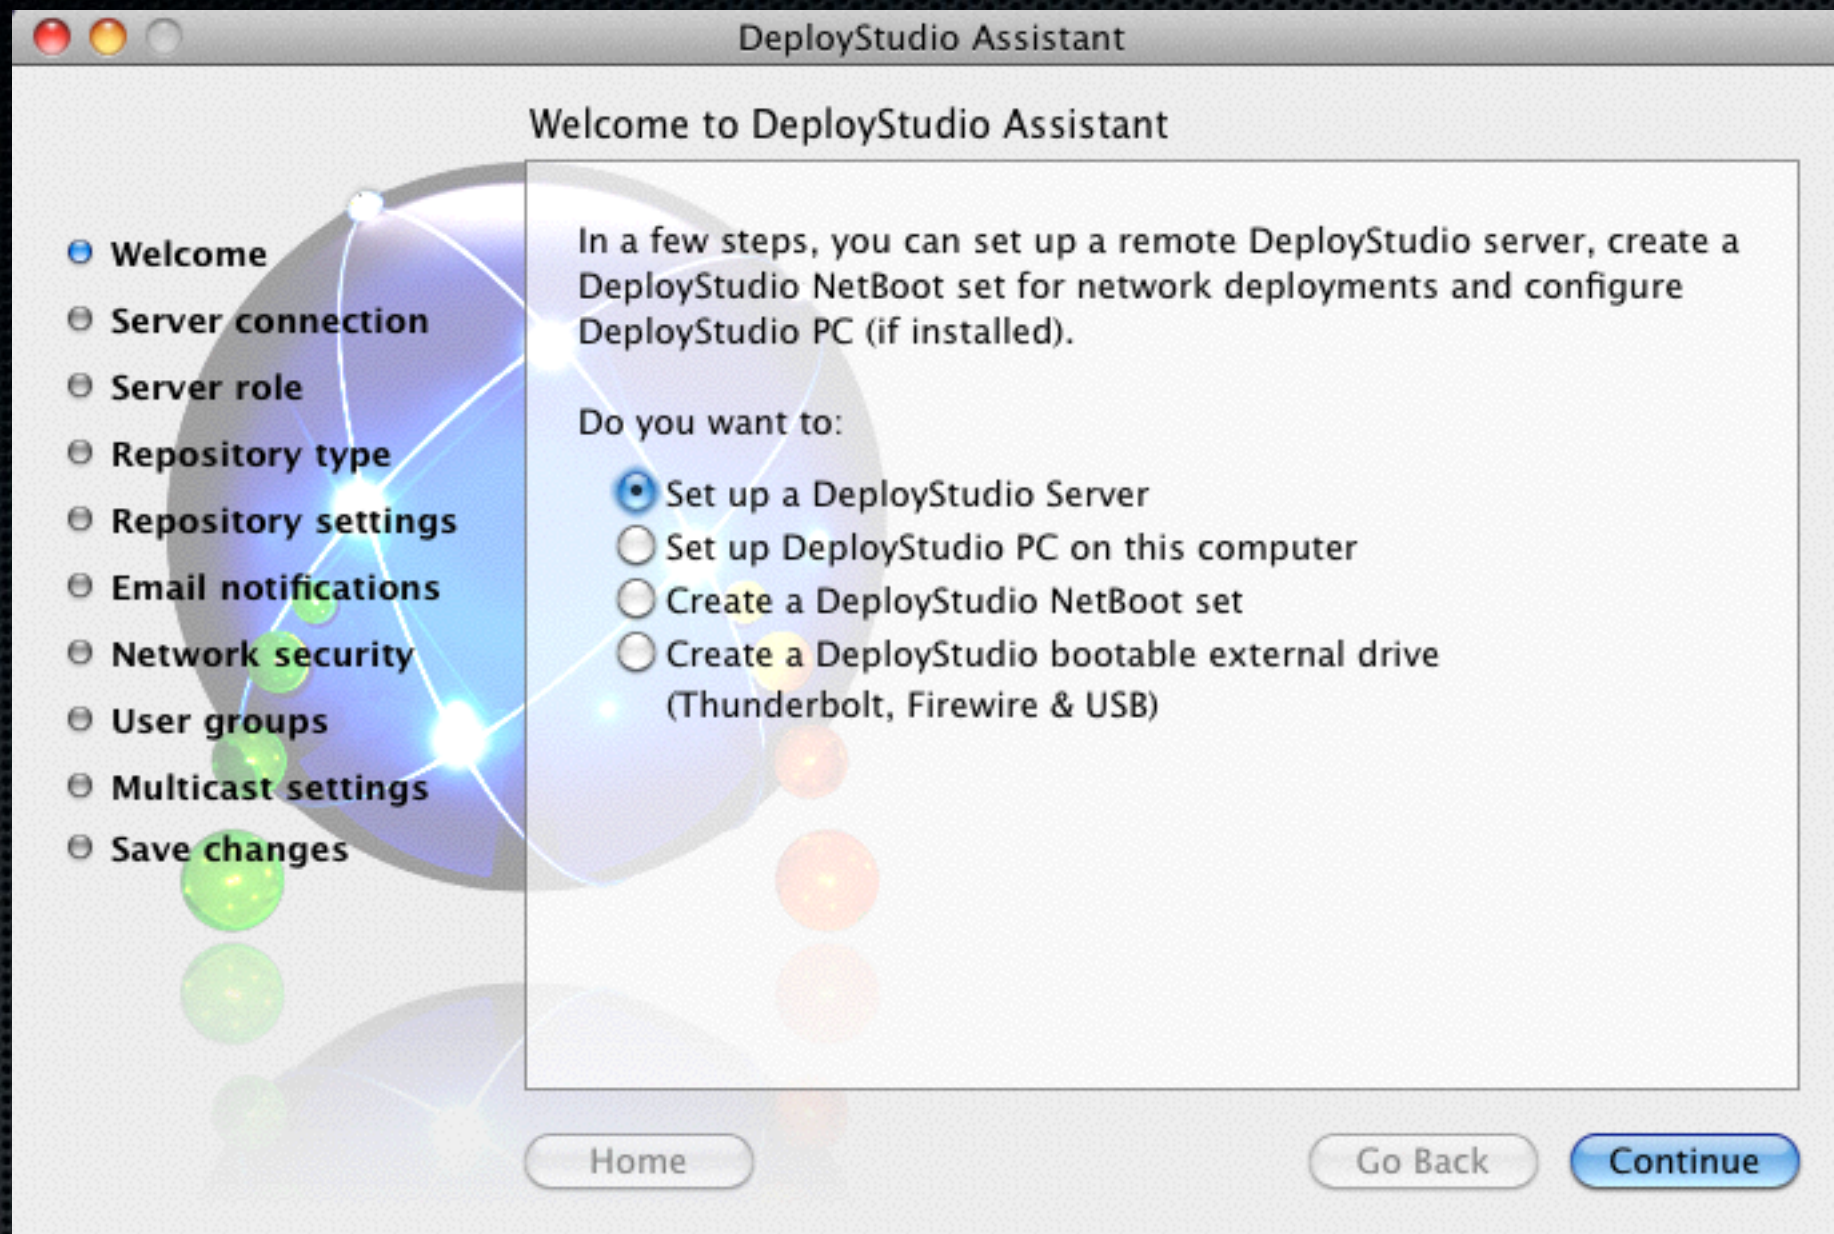 DeployStudio Assistant
Welcome to DeployStudio Assistant
Welcome
Server connection
Server role
Repository type
Repository settings
Email notifications
Network security
User groups
Multicast settings
Save changes
In a few steps, you can set up a remote DeployStudio server, create a
DeployStudio NetBoot set for network deployments and configure
DeployStudio PC (if installed).
Do you want to:
Set up a DeployStudio Server
Set up DeployStudio PC on this computer
Create a DeployStudio NetBoot set
Create a DeployStudio bootable external drive
(Thunderbolt, Firewire & USB)
Home
Go Back
Continue